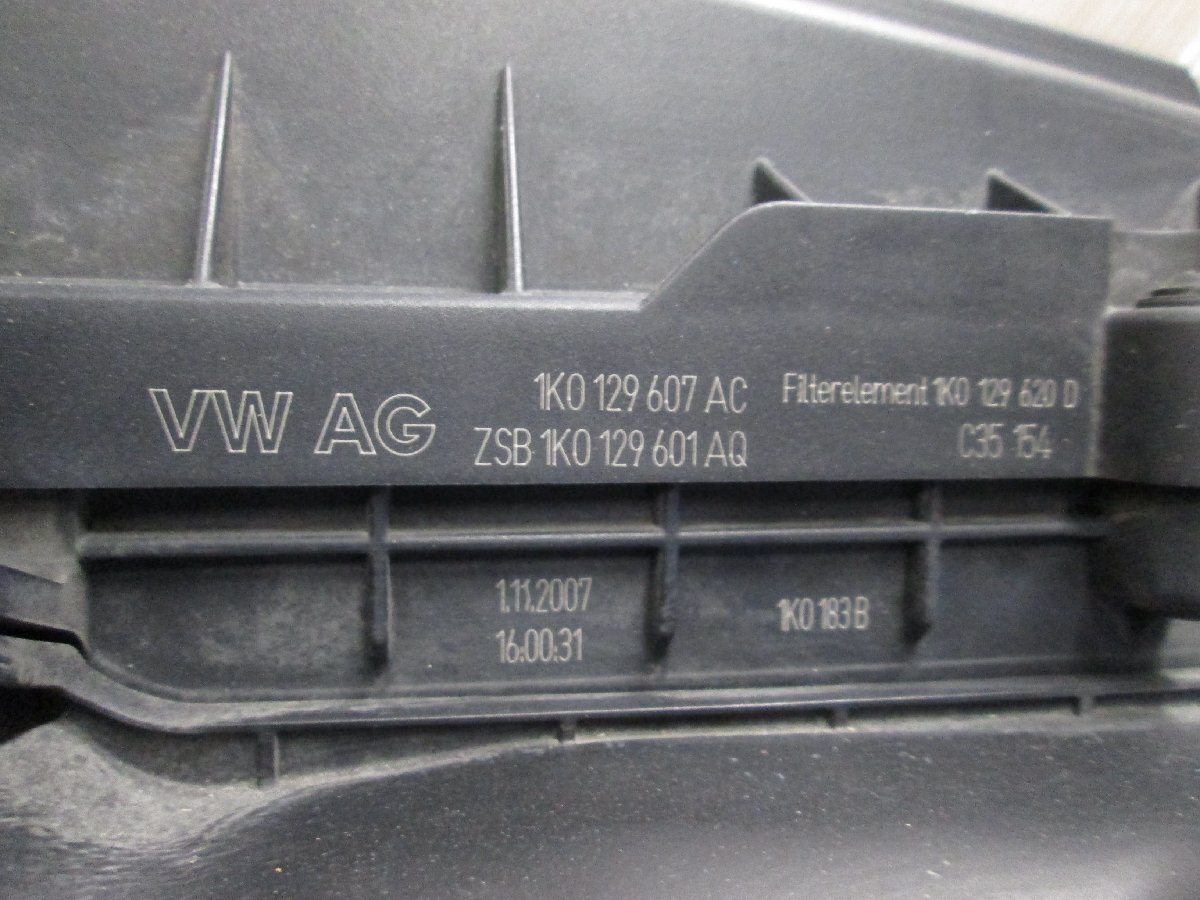 VW AG
1K0 129 607 AC
ZSB 1K0 129 601 AQ
Filterelement 1K0 129 620 D
C35 154
1.11.2007
16:00:31
1K0 183 B